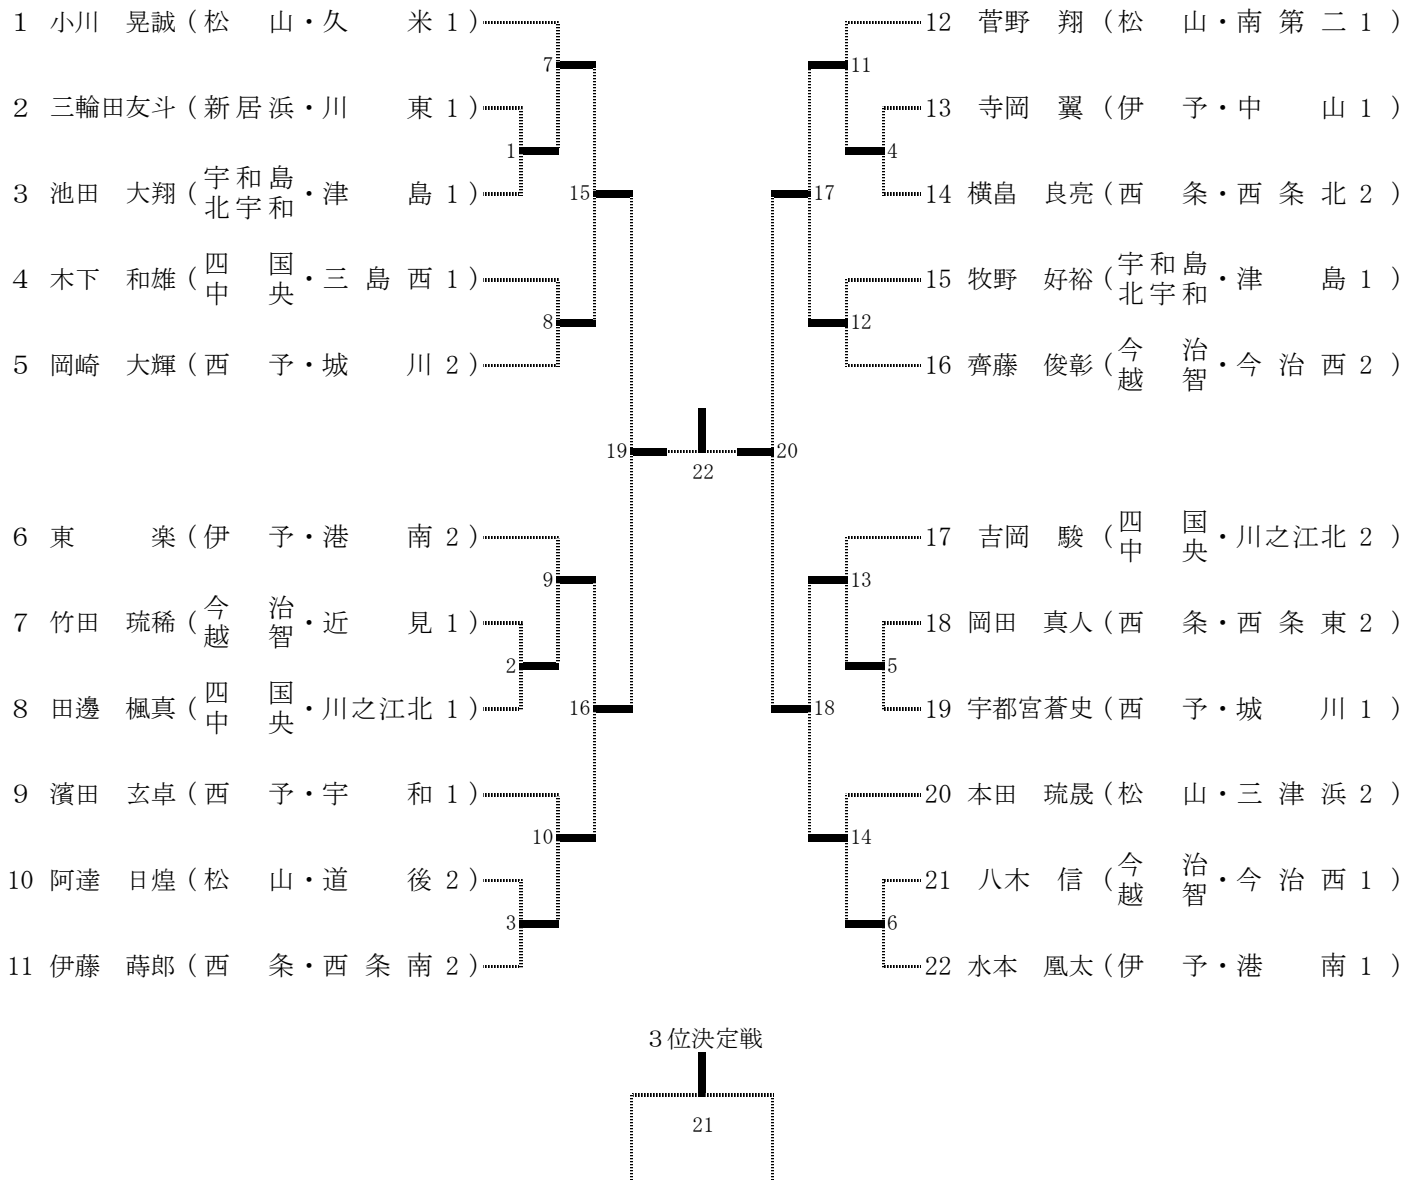 1 小川 晃誠（松 山・久 米 1）
7
2 三輪田友斗（新居浜・川 東 1）
1
3 池田 大翔（宇和島北宇和・津 島 1）
15
4 木下 和雄（四国中央・三 島 西 1）
8
5 岡崎 大輝（西 予・城 川 2）
19
6 東 楽（伊 予・港 南 2）
9
7 竹田 琉稀（今治越智・近 見 1）
2
8 田邊 楓真（四国中央・川之江北 1）
16
9 濱田 玄卓（西 予・宇 和 1）
10
10 阿達 日煌（松 山・道 後 2）
3
11 伊藤 蒔郎（西 条・西 条 南 2）
22
12 菅野 翔（松 山・南 第 二 1）
11
13 寺岡 翼（伊 予・中 山 1）
4
14 横畠 良亮（西 条・西 条 北 2）
17
15 牧野 好裕（宇和島北宇和・津 島 1）
12
16 齊藤 俊彰（今治越智・今 治 西 2）
20
17 吉岡 駿（四国中央・川之江北 2）
13
18 岡田 真人（西 条・西 条 東 2）
5
19 宇都宮蒼史（西 予・城 川 1）
18
20 本田 琉晟（松 山・三 津 浜 2）
14
21 八木 信（今治越智・今 治 西 1）
6
22 水本 凰太（伊 予・港 南 1）
３位決定戦
21